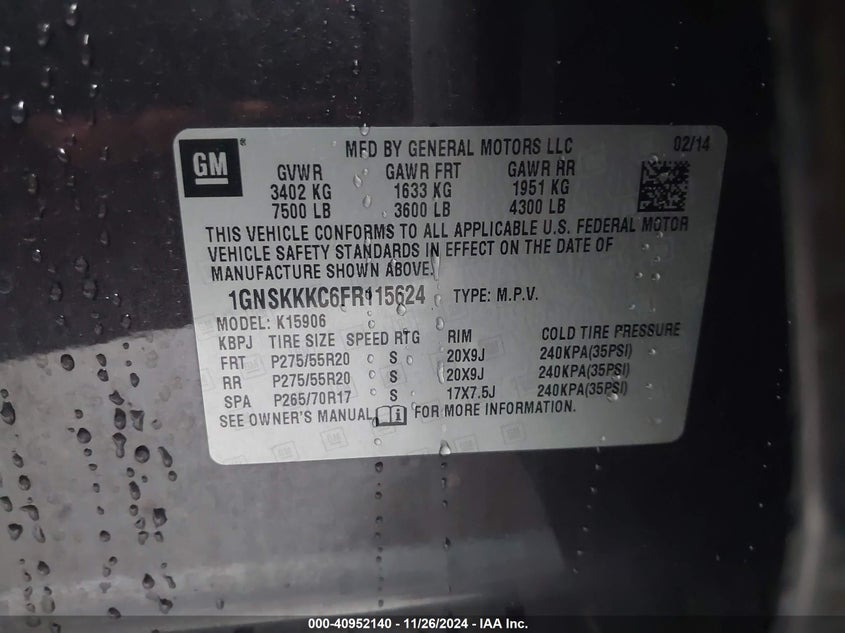 GM
MFD BY GENERAL MOTORS LLC 02/14
GVWR GAWR FRT GAWR RR
3402 KG 1633 KG 1951 KG
7500 LB 3600 LB 4300 LB
THIS VEHICLE CONFORMS TO ALL APPLICABLE U.S. FEDERAL MOTOR
VEHICLE SAFETY STANDARDS IN EFFECT ON THE DATE OF
MANUFACTURE SHOWN ABOVE.
1GNSKKKC6FR115624 TYPE: M.P.V.
MODEL: K15906
KBPJ TIRE SIZE SPEED RTG RIM COLD TIRE PRESSURE
FRT P275/55R20 S 20X9J 240KPA(35PSI)
RR P275/55R20 S 20X9J 240KPA(35PSI)
SPA P265/70R17 S 17X7.5J 240KPA(35PSI)
SEE OWNER'S MANUAL FOR MORE INFORMATION.
000-40952140 - 11/26/2024 - IAA Inc.